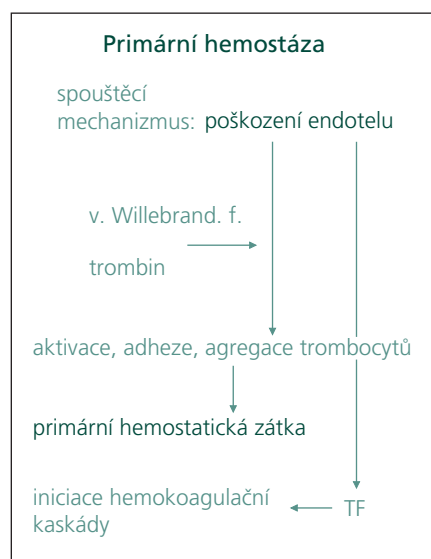 Primární hemostáza
spouštěcí
mechanizmus: poškození endotelu
v. Willebrand. f.
trombin
aktivace, adheze, agregace trombocytů
primární hemostatická zátka
iniciace hemokoagulační
kaskády
TF